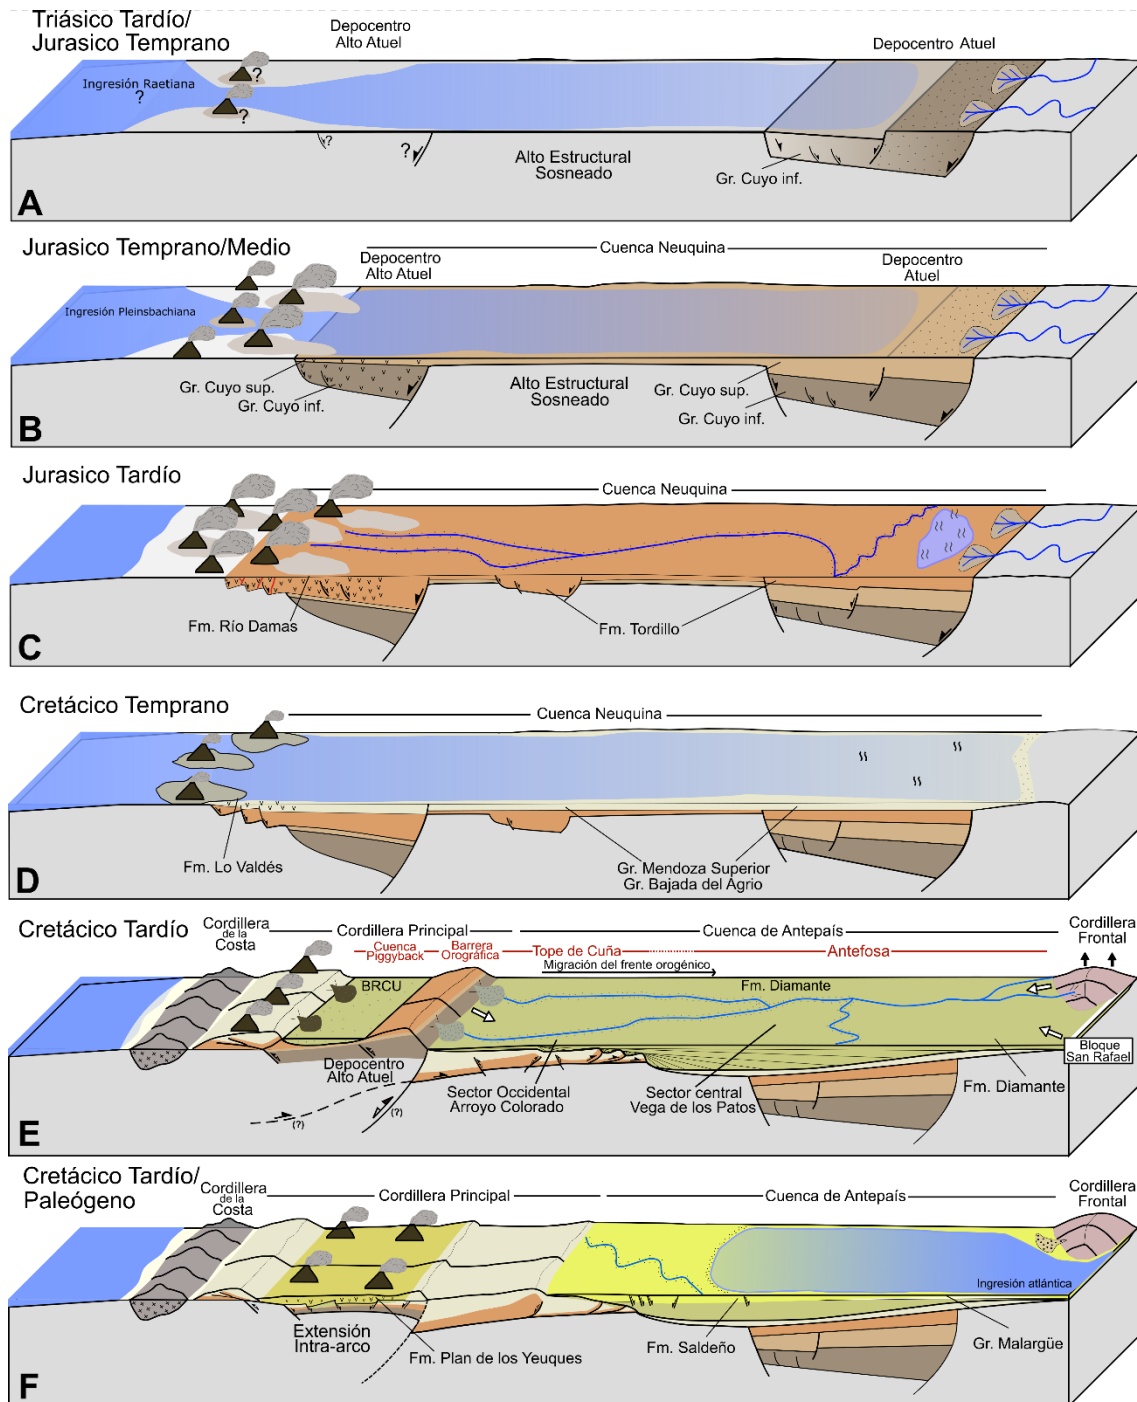 Triásico Tardío/
Jurasico Temprano
Depocentro
Alto Atuel
Depocentro Atuel
Ingresión Raetiana
?
?
?
?
?
Alto Estructural
Sosneado
Gr. Cuyo inf.
A
Jurasico Temprano/Medio
Cuenca Neuquina
Depocentro
Alto Atuel
Depocentro
Atuel
Ingresión Pleinsbachiana
Gr. Cuyo sup.
Gr. Cuyo inf.
Alto Estructural
Sosneado
Gr. Cuyo sup.
Gr. Cuyo inf.
B
Jurasico Tardío
Cuenca Neuquina
Fm. Río Damas
Fm. Tordillo
C
Cretácico Temprano
Cuenca Neuquina
Fm. Lo Valdés
Gr. Mendoza Superior
Gr. Bajada del Agrio
D
Cretácico Tardío
Cordillera
de la
Costa
Cordillera Principal
Cuenca de Antepaís
Cordillera
Frontal
Cuenca
Piggyback
Barrera
Orográfica
Tope de Cuña
Antefosa
Migración del frente orogénico
BRCU
Fm. Diamante
Bloque
San Rafael
Depocentro
Alto Atuel
Sector Occidental
Arroyo Colorado
Sector central
Vega de los Patos
Fm. Diamante
(?)
(?)
E
Cretácico Tardío/
Paleógeno
Cordillera
de la
Costa
Cordillera Principal
Cuenca de Antepaís
Cordillera
Frontal
Ingresión atlántica
Extensión
Intra-arco
Fm. Plan de los Yeuques
Fm. Saldeño
Gr. Malargüe
F